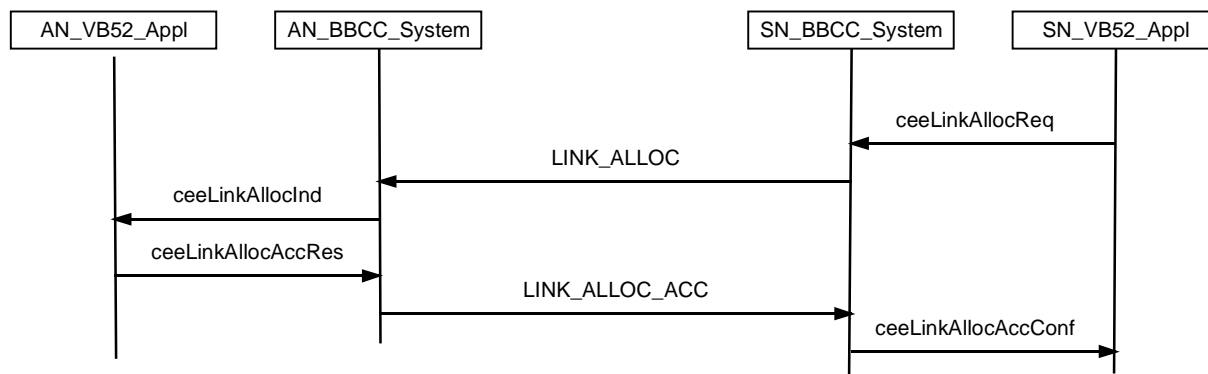 AN_VB52_Appl
AN_BBCC_System
SN_BBCC_System
SN_VB52_Appl
ceeLinkAllocReq
LINK_ALLOC
ceeLinkAllocInd
ceeLinkAllocAccRes
LINK_ALLOC_ACC
ceeLinkAllocAccConf